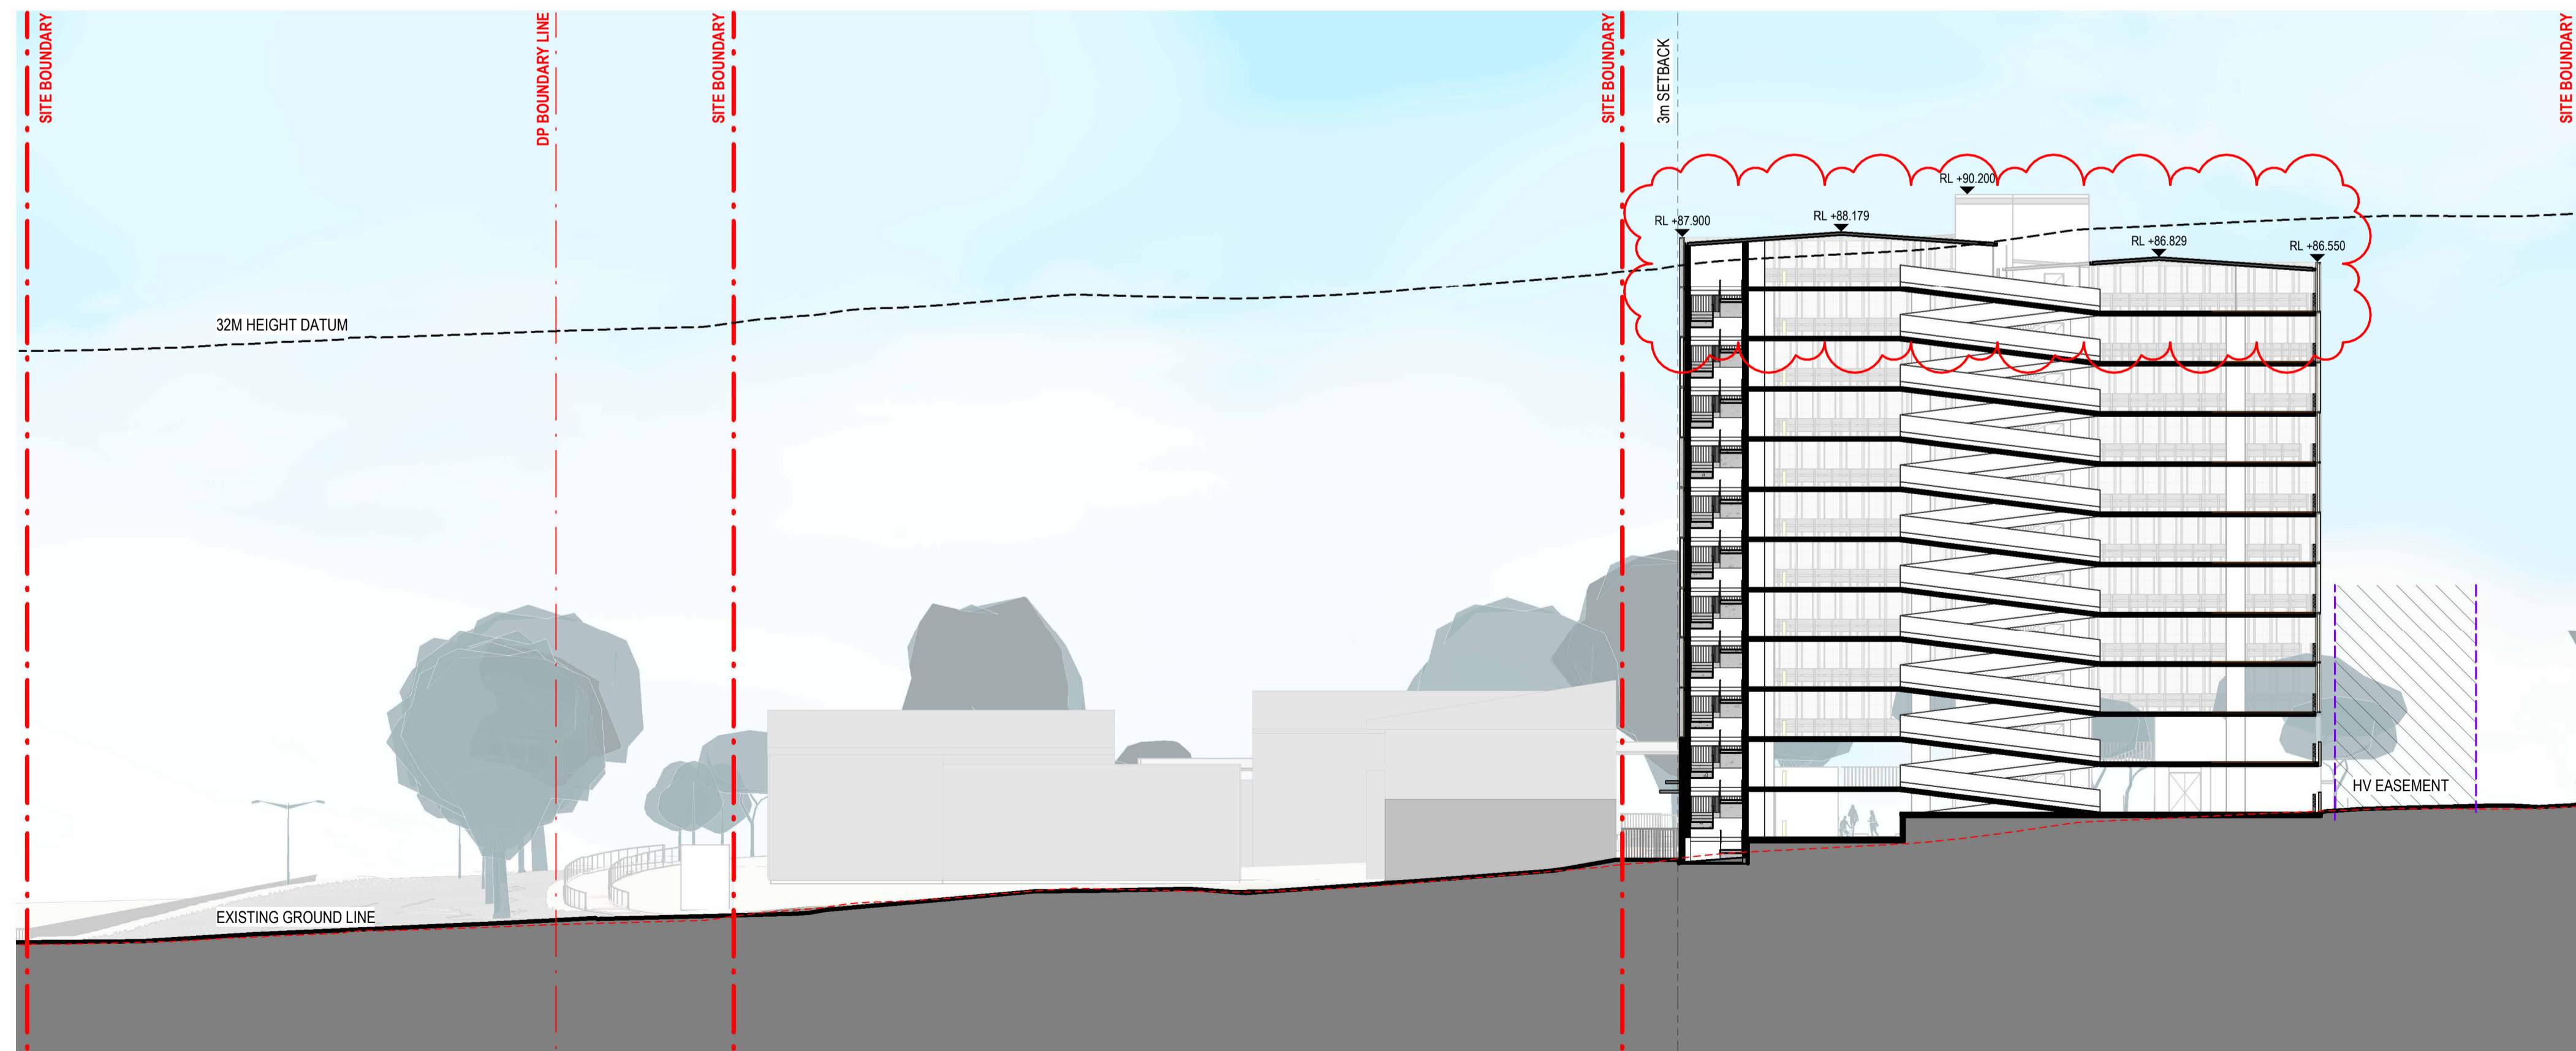 SITE BOUNDARY
DP BOUNDARY LINE
SITE BOUNDARY
SITE BOUNDARY
3m SETBACK
SITE BOUNDARY
RL +90.200
RL +87.900
RL +88.179
RL +86.829
RL +86.550
32M HEIGHT DATUM
HV EASEMENT
EXISTING GROUND LINE